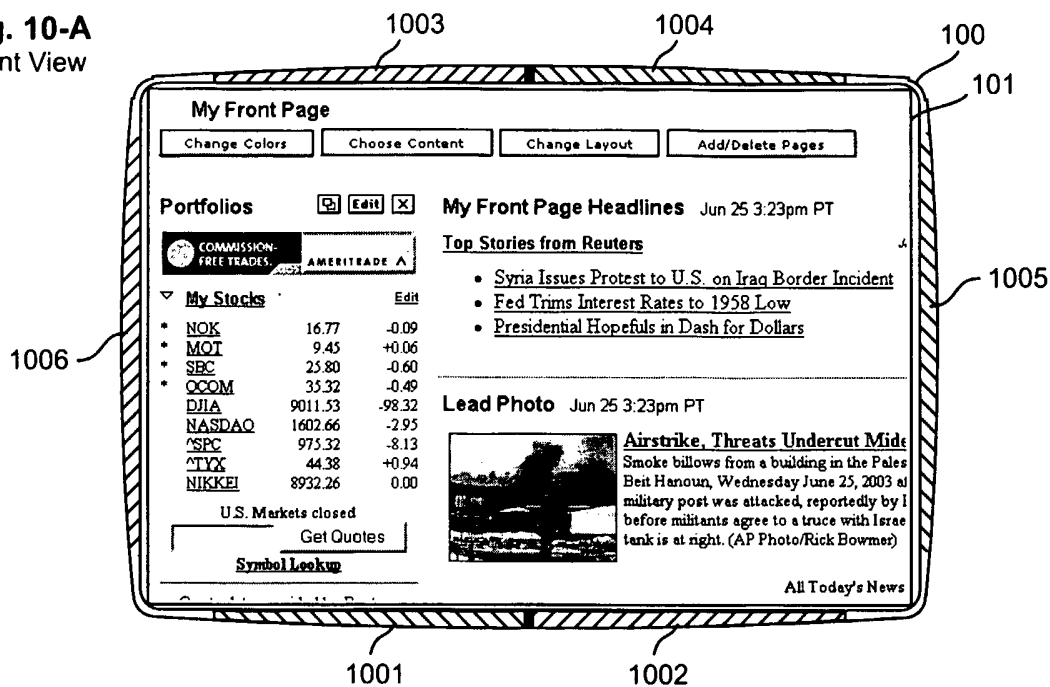 g. 10-A
nt View
1003
1004
100
101
My Front Page
Change Colors Choose Content Change Layout Add/Delete Pages
Portfolios Edit X
COMMISSION-
FREE TRADES. AMERITRADE
My Stocks Edit
* NOK 16.77 -0.09
* MOT 9.45 +0.06
* SBC 25.80 -0.60
* OCOM 35.32 -0.49
DJIA 9011.53 -98.32
NASDAO 1602.66 -2.95
^SPC 975.32 -8.13
^TYX 44.38 +0.94
NIKKEI 8932.26 0.00
U.S. Markets closed
Get Quotes
Symbol Lookup
My Front Page Headlines Jun 25 3:23pm PT
Top Stories from Reuters
• Syria Issues Protest to U.S. on Iraq Border Incident
• Fed Trims Interest Rates to 1958 Low
• Presidential Hopefuls in Dash for Dollars
Lead Photo Jun 25 3:23pm PT
Airstrike, Threats Undercut Mide
Smoke billows from a building in the Pales
Beit Hanoun, Wednesday June 25, 2003 af
military post was attacked, reportedly by I
before militants agree to a truce with Israe
tank is at right. (AP Photo/Rick Bowmer)
All Today's News
1005
1006
1001
1002